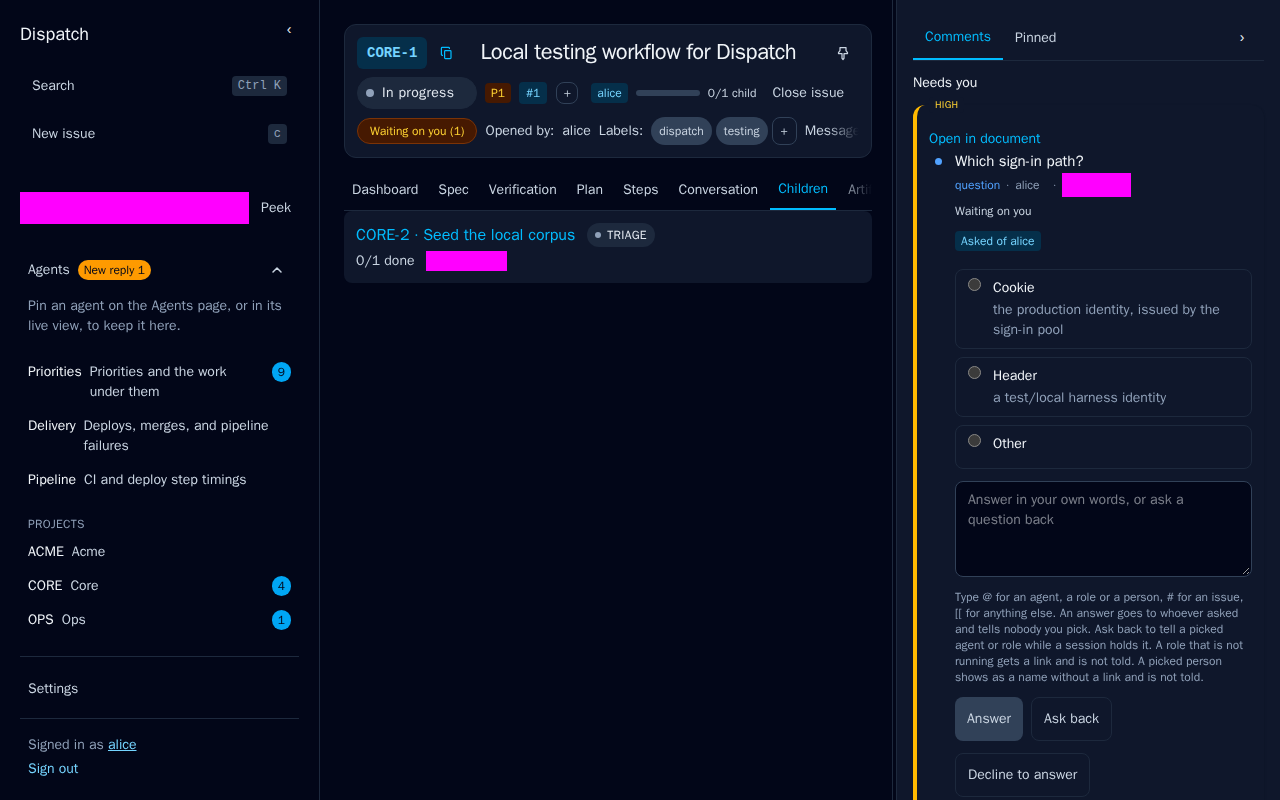 Dispatch
Search
Ctrl K
New issue
c
Peek
Agents
New reply 1
Pin an agent on the Agents page, or in its
live view, to keep it here.
Priorities
Priorities and the work
under them
9
Delivery
Deploys, merges, and pipeline
failures
Pipeline
CI and deploy step timings
PROJECTS
ACME Acme
CORE Core
4
OPS Ops
1
Settings
Signed in as alice
Sign out
CORE-1
Local testing workflow for Dispatch
In progress
P1
#1
+
alice
0/1 child
Close issue
Waiting on you (1)
Opened by: alice
Labels:
dispatch
testing
+
Message
Dashboard
Spec
Verification
Plan
Steps
Conversation
Children
CORE-2 · Seed the local corpus
TRIAGE
0/1 done
Comments
Pinned
Needs you
HIGH
Open in document
Which sign-in path?
question · alice ·
Waiting on you
Asked of alice
Cookie
the production identity, issued by the
sign-in pool
Header
a test/local harness identity
Other
Answer in your own words, or ask a
question back
Type @ for an agent, a role or a person, # for an issue,
[[ for anything else. An answer goes to whoever asked
and tells nobody you pick. Ask back to tell a picked
agent or role while a session holds it. A role that is not
running gets a link and is not told. A picked person
shows as a name without a link and is not told.
Answer
Ask back
Decline to answer